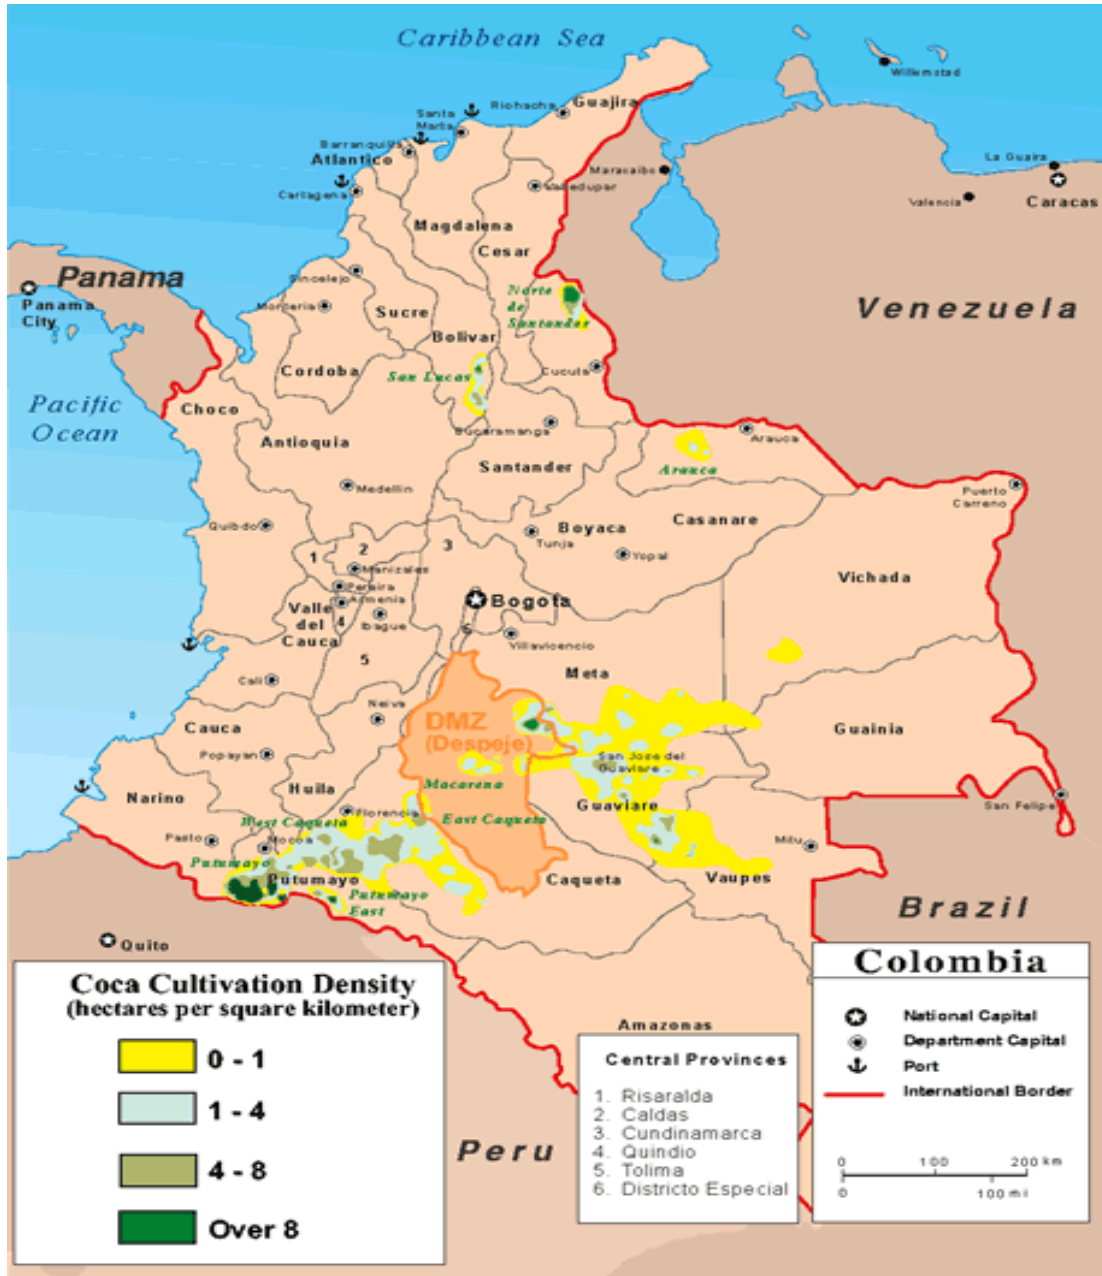 Caribbean Sea
Willemstad
Santa
Marta
Riohacha
Guajira
Barranquilla
Atlantico
Cartagena
Valledupar
Maracaibo
La Guaira
Valencia
Caracas
Magdalena
Cesar
Panama
Panama
City
Sincelejo
Monteria
Sucre
Norte
de
Santander
Venezuela
Bolivar
Cordoba
San Lucas
Cucuta
Pacific
Ocean
Choco
Antioquia
Bucaramanga
Arauca
Arauca
Santander
Medellin
Puerto
Carreno
Quibdo
Boyaca
Casanare
Tunja
Yopal
1
2
3
Manizales
Pereira
Armenia
Vichada
Valle
del
Cauca
4
Ibague
Bogota
6
Villavicencio
5
Meta
Cali
Neiva
DMZ
(Despeje)
Cauca
Guainia
Popayan
San Jose del
Guaviare
Macarena
Huila
Narino
Guaviare
San Felipe
Florencia
West Caqueta
East Caqueta
Pasto
Mocoa
Mitu
Putumayo
Putumayo
Caqueta
Vaupes
Putumayo
East
Brazil
Quito
Amazonas
Peru
Coca Cultivation Density
(hectares per square kilometer)
0 - 1
1 - 4
4 - 8
Over 8
Central Provinces
1. Risaralda
2. Caldas
3. Cundinamarca
4. Quindio
5. Tolima
6. Districto Especial
Colombia
National Capital
Department Capital
Port
International Border
0 100 200 km
0 100 mi